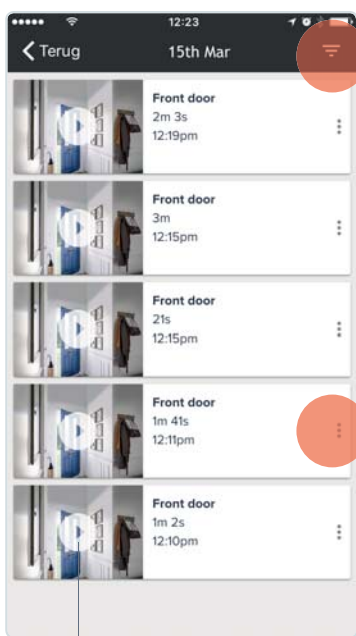 12:23
Terug
15th Mar
Front door
2m 3s
12:19pm
Front door
3m
12:15pm
Front door
21s
12:15pm
Front door
1m 41s
12:11pm
Front door
1m 2s
12:10pm